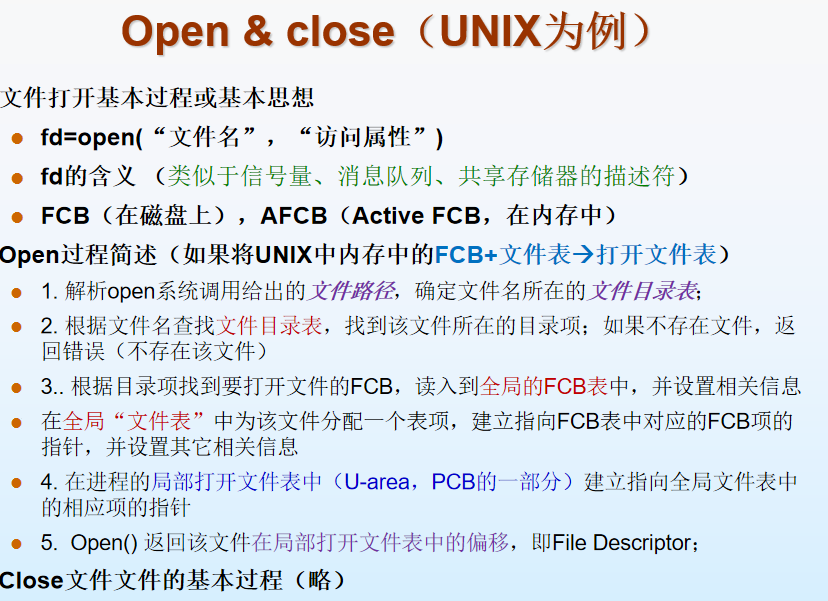 Open & close（UNIX为例）
文件打开基本过程或基本思想
fd=open(“文件名”，“访问属性”)
fd的含义 （类似于信号量、消息队列、共享存储器的描述符）
FCB（在磁盘上），AFCB（Active FCB，在内存中）
Open过程简述（如果将UNIX中内存中的FCB+文件表→打开文件表）
1. 解析open系统调用给出的文件路径，确定文件名所在的文件目录表；
2. 根据文件名查找文件目录表，找到该文件所在的目录项；如果不存在文件，返
回错误（不存在该文件）
3.. 根据目录项找到要打开文件的FCB，读入到全局的FCB表中，并设置相关信息
在全局“文件表”中为该文件分配一个表项，建立指向FCB表中对应的FCB项的
指针，并设置其它相关信息
4. 在进程的局部打开文件表中（U-area，PCB的一部分）建立指向全局文件表中
的相应项的指针
5. Open() 返回该文件在局部打开文件表中的偏移，即File Descriptor；
Close文件文件的基本过程（略）